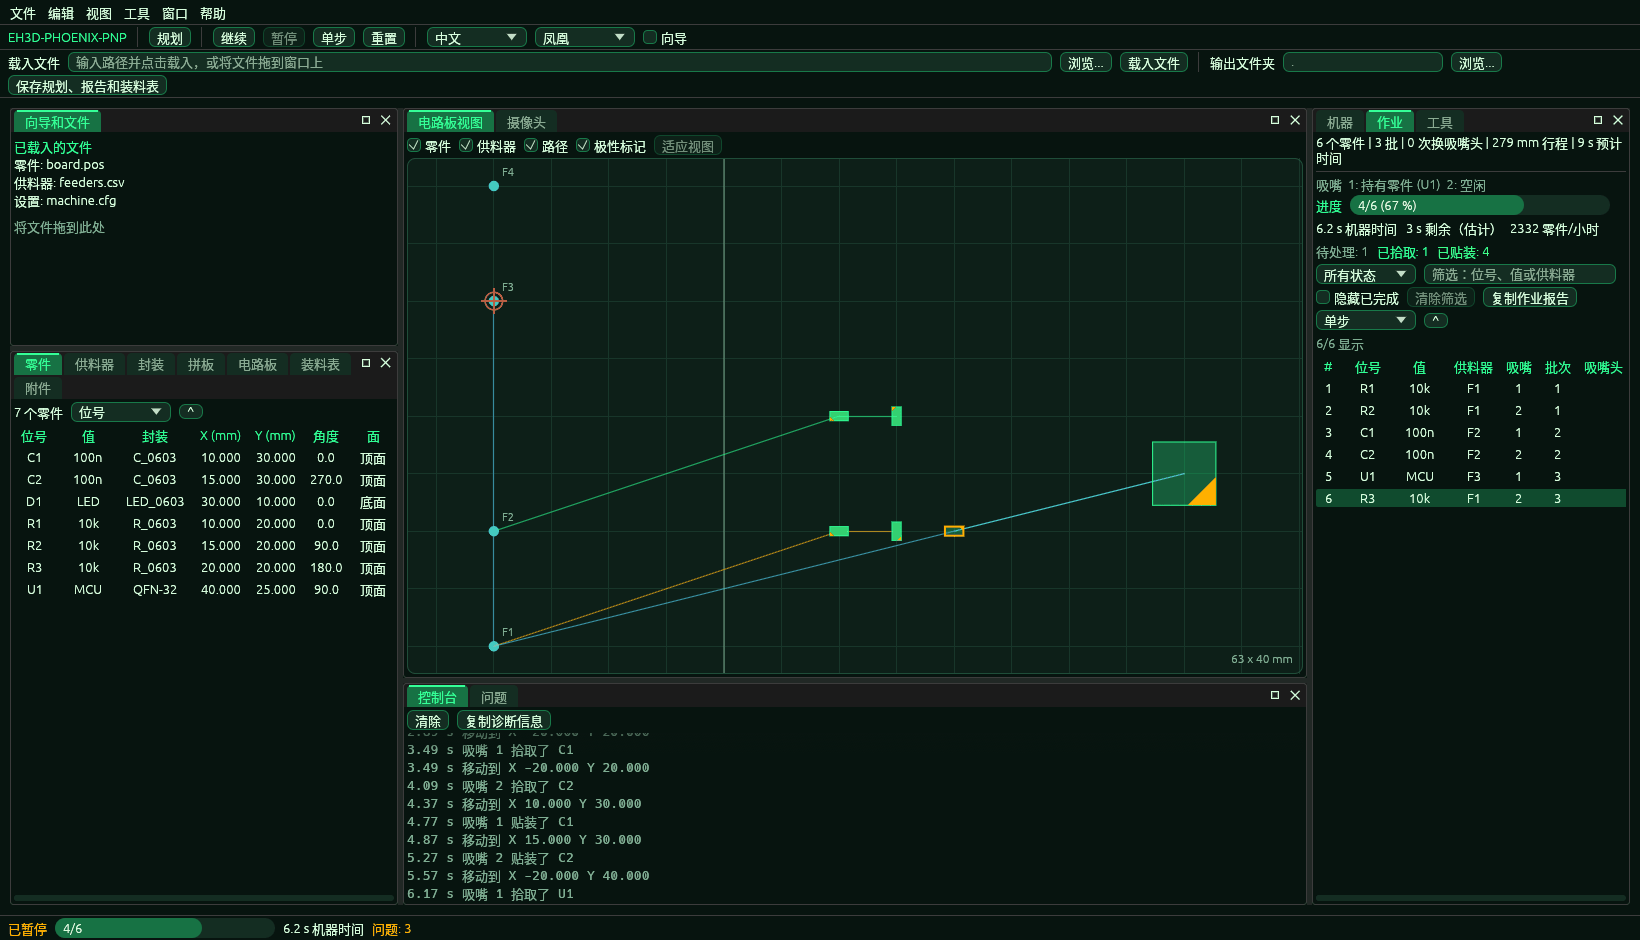 文件 编辑 视图 工具 窗口 帮助
EH3D-PHOENIX-PNP 规划 继续 暂停 单步 重置 中文 凤凰 向导
载入文件 输入路径并点击载入，或将文件拖到窗口上 浏览... 载入文件 输出文件夹 . 浏览...
保存规划、报告和装料表
向导和文件
已载入的文件
零件: board.pos
供料器: feeders.csv
设置: machine.cfg
将文件拖到此处
零件 供料器 封装 拼板 电路板 装料表
附件
7 个零件 位号 ^
位号 值 封装 X (mm) Y (mm) 角度 面
C1 100n C_0603 10.000 30.000 0.0 顶面
C2 100n C_0603 15.000 30.000 270.0 顶面
D1 LED LED_0603 30.000 10.000 0.0 底面
R1 10k R_0603 10.000 20.000 0.0 顶面
R2 10k R_0603 15.000 20.000 90.0 顶面
R3 10k R_0603 20.000 20.000 180.0 顶面
U1 MCU QFN-32 40.000 25.000 90.0 顶面
电路板视图 摄像头
零件 供料器 路径 极性标记 适应视图
F4
F3
F2
F1
63 x 40 mm
控制台 问题
清除 复制诊断信息
2.89 s 移动到 X -20.000 Y 20.000
3.49 s 吸嘴 1 拾取了 C1
3.49 s 移动到 X -20.000 Y 20.000
4.09 s 吸嘴 2 拾取了 C2
4.37 s 移动到 X 10.000 Y 30.000
4.77 s 吸嘴 1 贴装了 C1
4.87 s 移动到 X 15.000 Y 30.000
5.27 s 吸嘴 2 贴装了 C2
5.57 s 移动到 X -20.000 Y 40.000
6.17 s 吸嘴 1 拾取了 U1
机器 作业 工具
6 个零件 | 3 批 | 0 次换吸嘴头 | 279 mm 行程 | 9 s 预计
时间
吸嘴 1: 持有零件 (U1) 2: 空闲
进度 4/6 (67 %)
6.2 s 机器时间 3 s 剩余（估计） 2332 零件/小时
待处理: 1 已拾取: 1 已贴装: 4
所有状态 筛选：位号、值或供料器
隐藏已完成 清除筛选 复制作业报告
单步 ^
6/6 显示
# 位号 值 供料器 吸嘴 批次 吸嘴头
1 R1 10k F1 1 1
2 R2 10k F1 2 1
3 C1 100n F2 1 2
4 C2 100n F2 2 2
5 U1 MCU F3 1 3
6 R3 10k F1 2 3
已暂停 4/6 6.2 s 机器时间 问题: 3